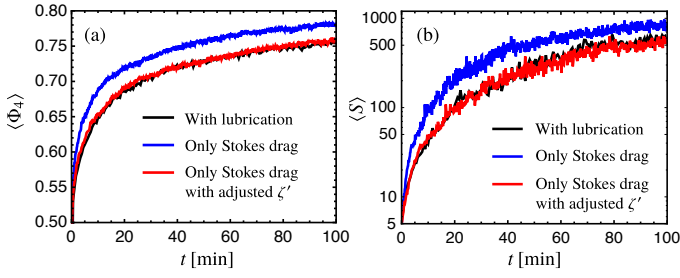 (a)
⟨Φ₄⟩
0.80
0.75
0.70
0.65
0.60
0.55
0.50
With lubrication
Only Stokes drag
Only Stokes drag
with adjusted ζ′
0 20 40 60 80 100
t [min]
(b)
⟨S⟩
1000
500
100
50
10
5
With lubrication
Only Stokes drag
Only Stokes drag
with adjusted ζ′
0 20 40 60 80 100
t [min]